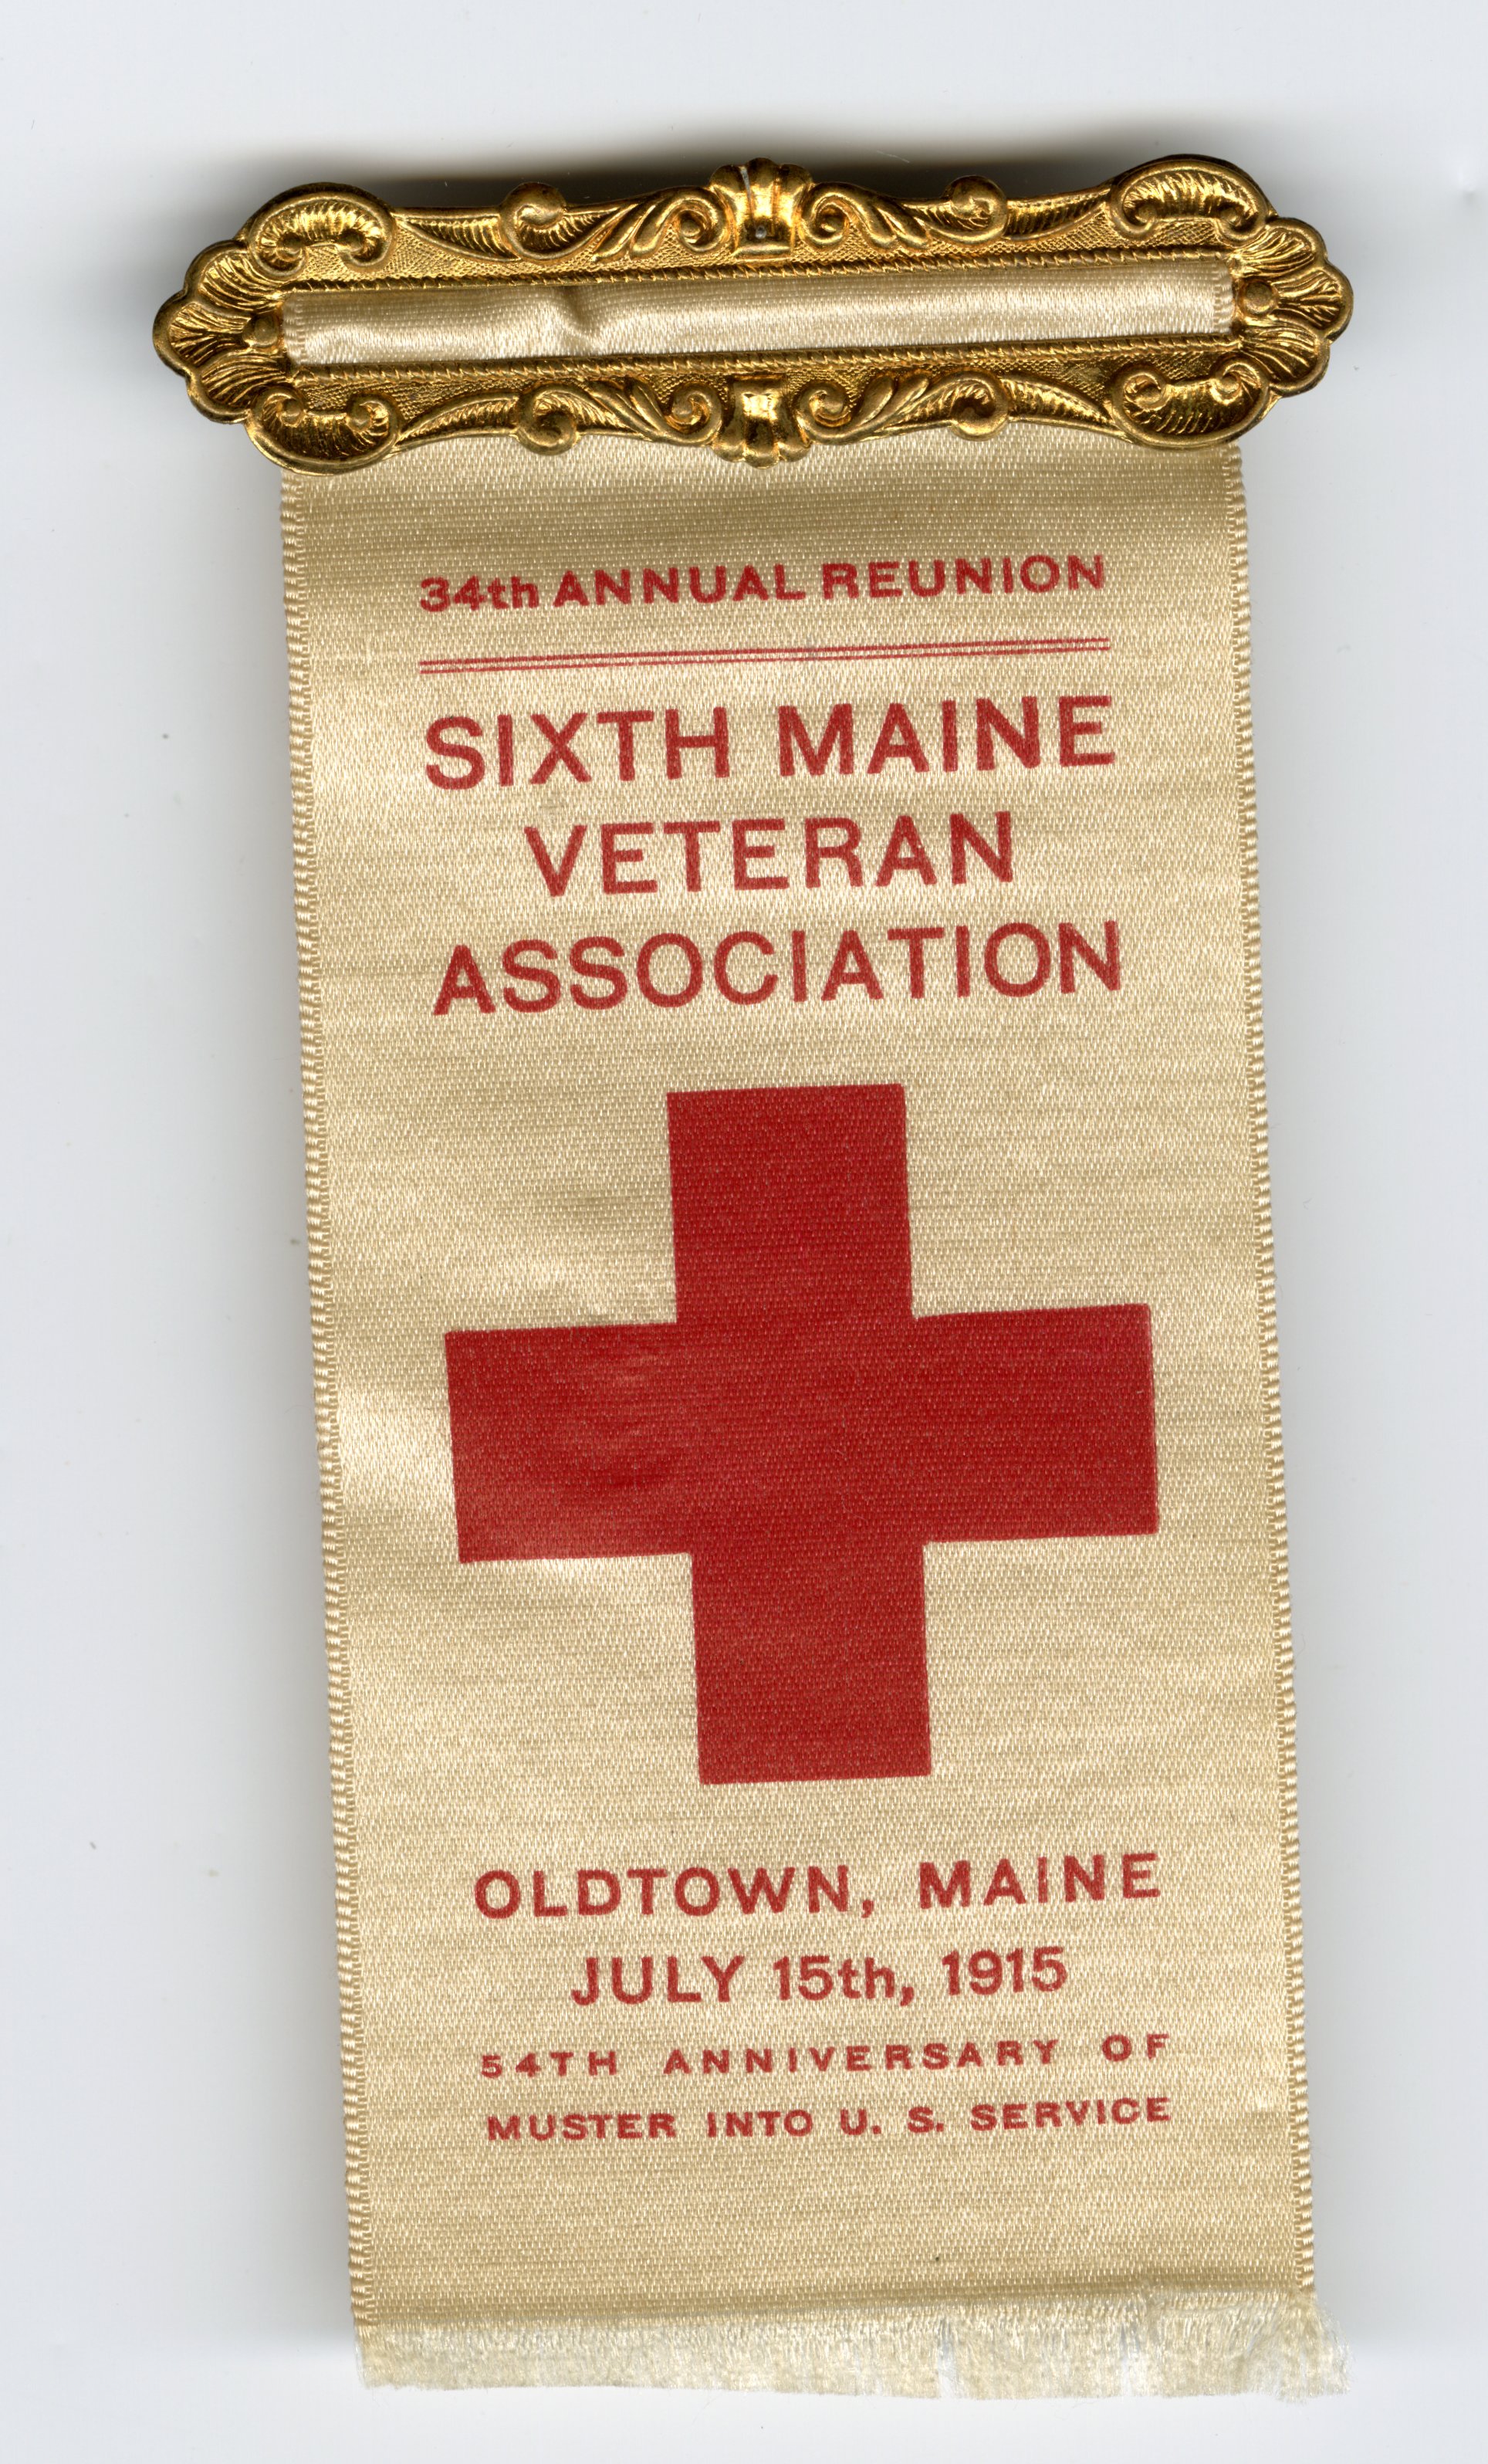 34th ANNUAL REUNION
SIXTH MAINE
VETERAN
ASSOCIATION
OLDTOWN, MAINE
JULY 15th, 1915
54TH ANNIVERSARY OF
MUSTER INTO U. S. SERVICE